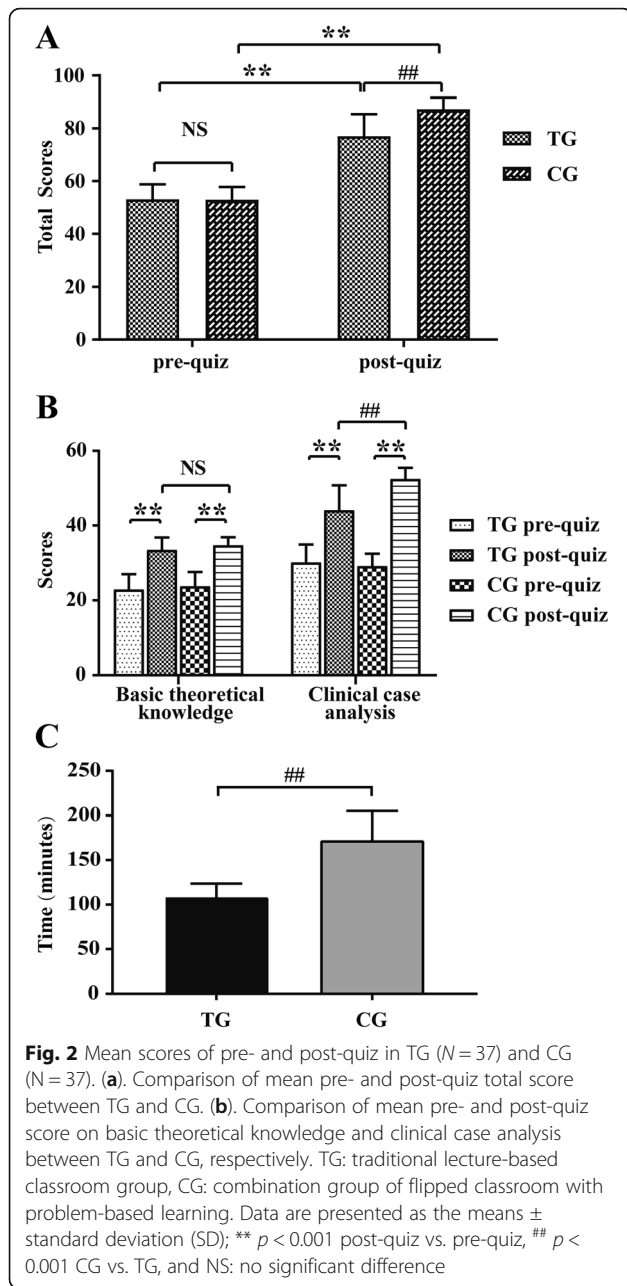 A
** 
** ##
100
NS
80
60
40
20
0
Total Scores
TG
CG
pre-quiz post-quiz
B
##
60
NS
** **
** **
40
20
0
Scores
TG pre-quiz
TG post-quiz
CG pre-quiz
CG post-quiz
Basic theoretical Clinical case
knowledge analysis
C
250
##
200
150
100
50
0
Time (minutes)
TG CG
Fig. 2 Mean scores of pre- and post-quiz in TG (N = 37) and CG
(N = 37). (a). Comparison of mean pre- and post-quiz total score
between TG and CG. (b). Comparison of mean pre- and post-quiz
score on basic theoretical knowledge and clinical case analysis
between TG and CG, respectively. TG: traditional lecture-based
classroom group, CG: combination group of flipped classroom with
problem-based learning. Data are presented as the means ±
standard deviation (SD); ** p < 0.001 post-quiz vs. pre-quiz, ## p <
0.001 CG vs. TG, and NS: no significant difference